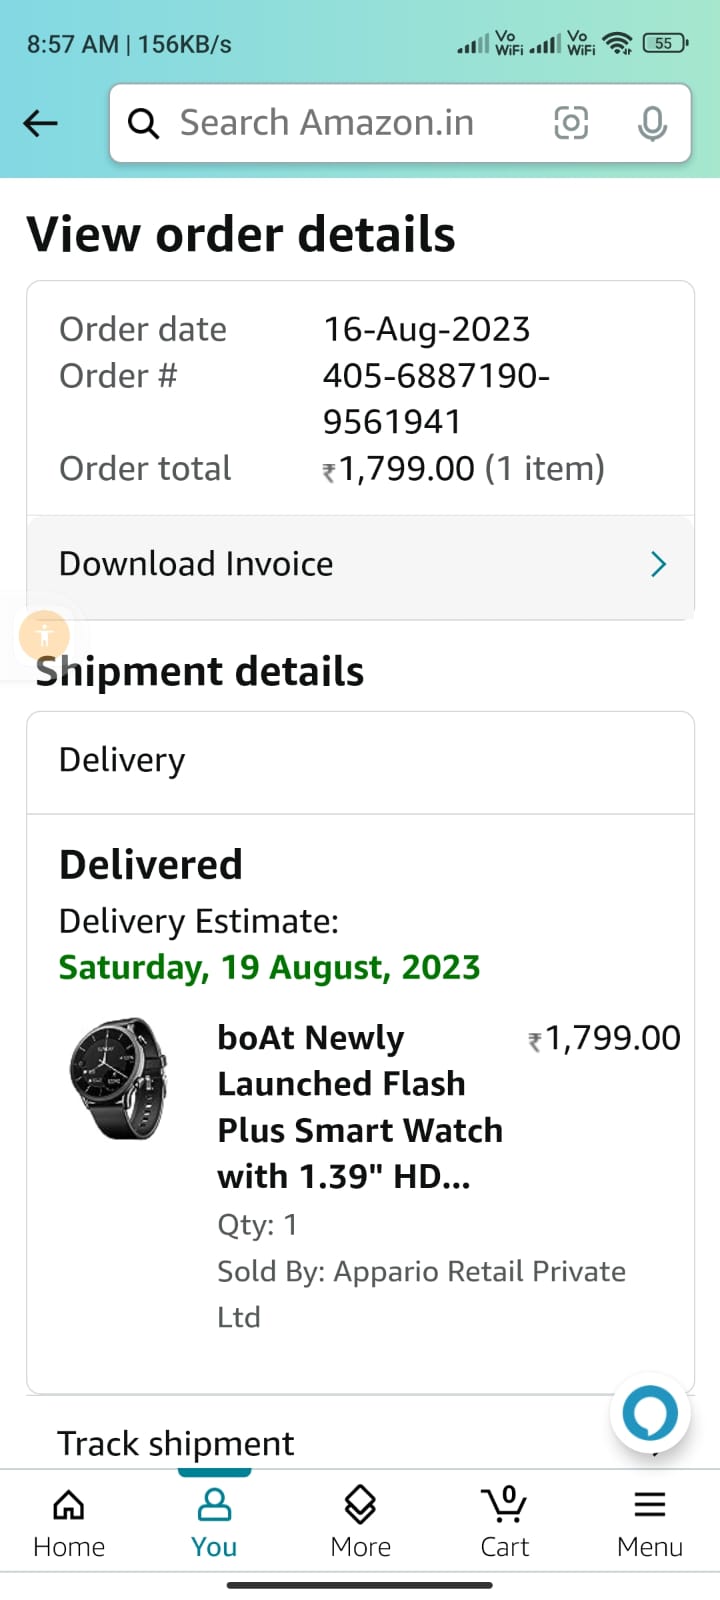 8:57 AM | 156KB/s
Vo WiFi Vo WiFi 55
Search Amazon.in
View order details
Order date 16-Aug-2023
Order # 405-6887190-
9561941
Order total ₹1,799.00 (1 item)
Download Invoice
Shipment details
Delivery
Delivered
Delivery Estimate:
Saturday, 19 August, 2023
boAt Newly ₹1,799.00
Launched Flash
Plus Smart Watch
with 1.39" HD...
Qty: 1
Sold By: Appario Retail Private
Ltd
Track shipment
0
Home You More Cart Menu